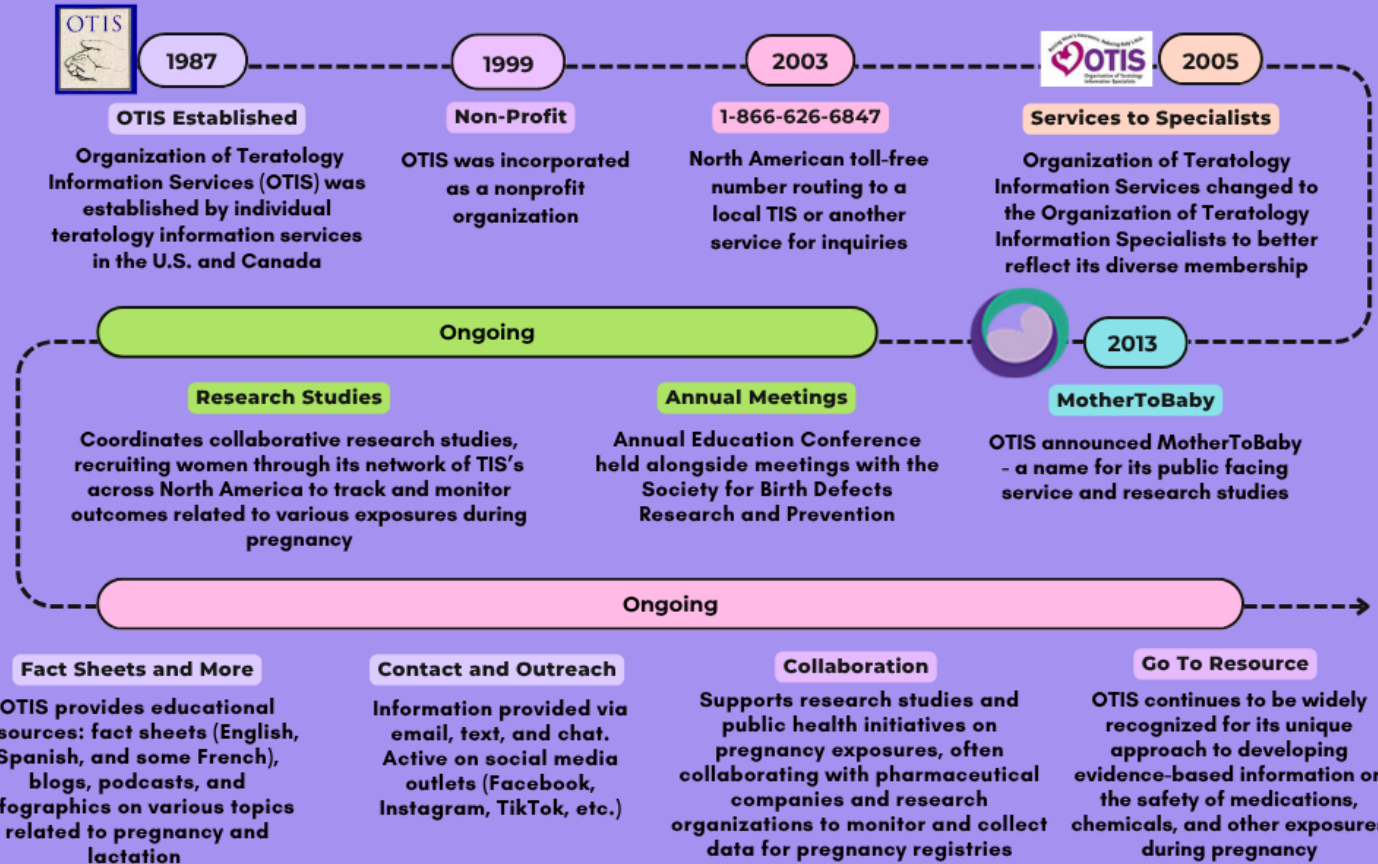 OTIS
1987
OTIS Established
Organization of Teratology
Information Services (OTIS) was
established by individual
teratology information services
in the U.S. and Canada
1999
Non-Profit
OTIS was incorporated
as a nonprofit
organization
2003
1-866-626-6847
North American toll-free
number routing to a
local TIS or another
service for inquiries
OTIS
Organization of Teratology
Information Specialists
2005
Services to Specialists
Organization of Teratology
Information Services changed to
the Organization of Teratology
Information Specialists to better
reflect its diverse membership
2013
MotherToBaby
OTIS announced MotherToBaby
- a name for its public facing
service and research studies
Ongoing
Research Studies
Coordinates collaborative research studies,
recruiting women through its network of TIS's
across North America to track and monitor
outcomes related to various exposures during
pregnancy
Annual Meetings
Annual Education Conference
held alongside meetings with the
Society for Birth Defects
Research and Prevention
Ongoing
Fact Sheets and More
OTIS provides educational
sources: fact sheets (English,
Spanish, and some French),
blogs, podcasts, and
fographics on various topics
related to pregnancy and
lactation
Contact and Outreach
Information provided via
email, text, and chat.
Active on social media
outlets (Facebook,
Instagram, TikTok, etc.)
Collaboration
Supports research studies and
public health initiatives on
pregnancy exposures, often
collaborating with pharmaceutical
companies and research
organizations to monitor and collect
data for pregnancy registries
Go To Resource
OTIS continues to be widely
recognized for its unique
approach to developing
evidence-based information on
the safety of medications,
chemicals, and other exposures
during pregnancy